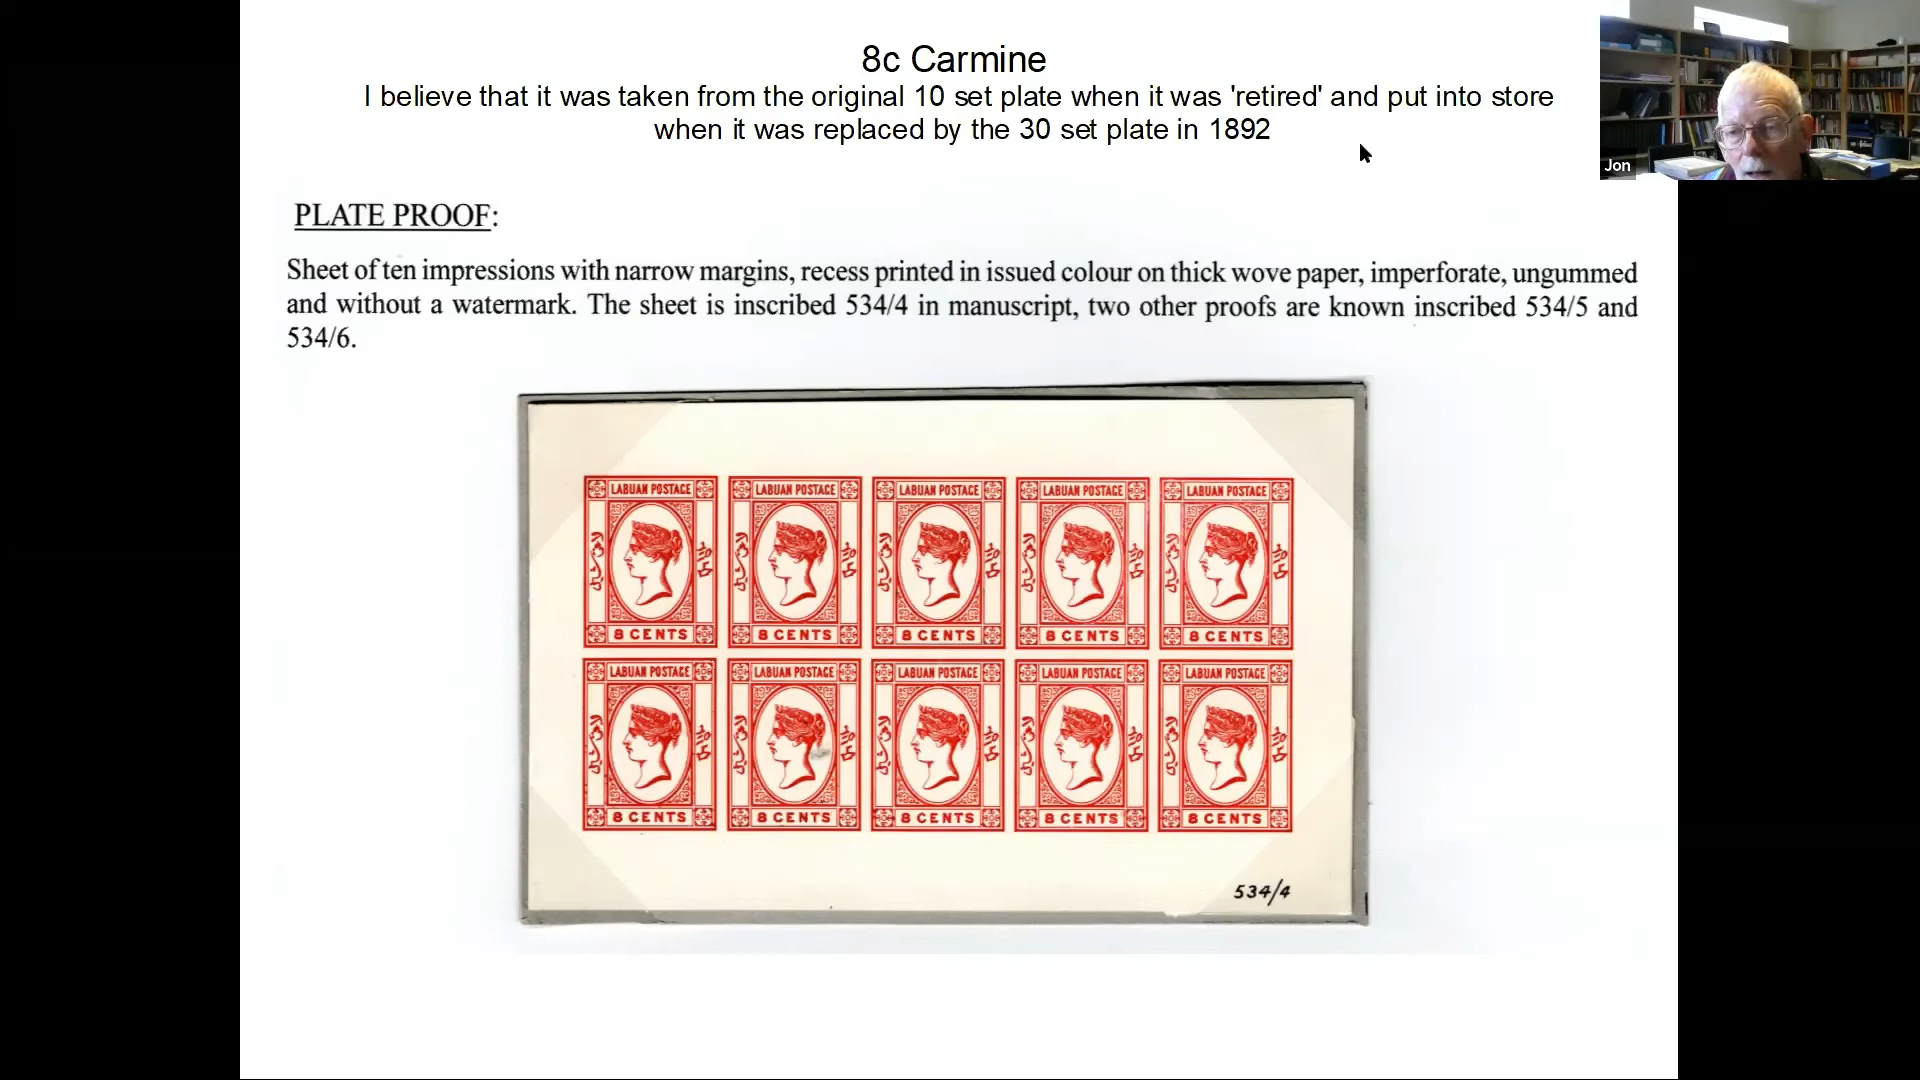 8c Carmine
I believe that it was taken from the original 10 set plate when it was 'retired' and put into store
when it was replaced by the 30 set plate in 1892
Jon
PLATE PROOF:
Sheet of ten impressions with narrow margins, recess printed in issued colour on thick wove paper, imperforate, ungummed
and without a watermark. The sheet is inscribed 534/4 in manuscript, two other proofs are known inscribed 534/5 and
534/6.
LABUAN POSTAGE LABUAN POSTAGE LABUAN POSTAGE LABUAN POSTAGE LABUAN POSTAGE
8 CENTS 8 CENTS 8 CENTS 8 CENTS 8 CENTS
LABUAN POSTAGE LABUAN POSTAGE LABUAN POSTAGE LABUAN POSTAGE LABUAN POSTAGE
8 CENTS 8 CENTS 8 CENTS 8 CENTS 8 CENTS
534/4